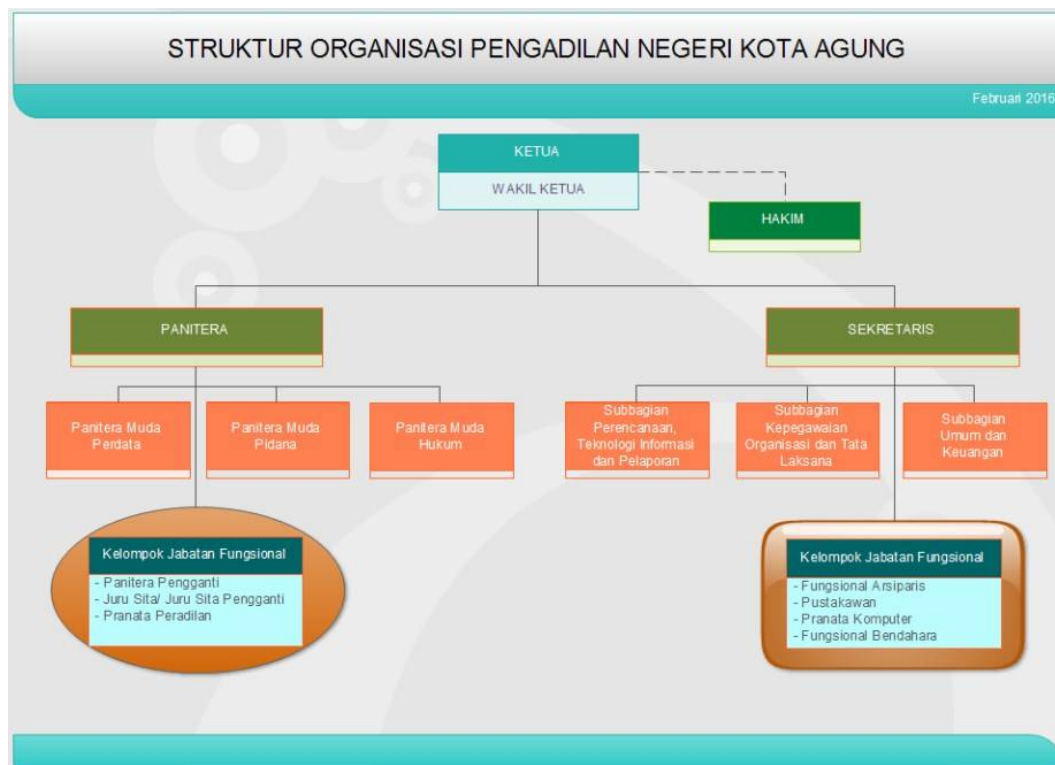 STRUKTUR ORGANISASI PENGADILAN NEGERI KOTA AGUNG
Februari 2016
KETUA
WAKIL KETUA
HAKIM
PANITERA
SEKRETARIS
Panitera Muda
Perdata
Panitera Muda
Pidana
Panitera Muda
Hukum
Subbagian
Perencanaan,
Teknologi Informasi
dan Pelaporan
Subbagian
Kepegawaian
Organisasi dan Tata
Laksana
Subbagian
Umum dan
Keuangan
Kelompok Jabatan Fungsional
- Panitera Pengganti
- Juru Sita/ Juru Sita Pengganti
- Pranata Peradilan
Kelompok Jabatan Fungsional
- Fungsional Arsiparis
- Pustakawan
- Pranata Komputer
- Fungsional Bendahara